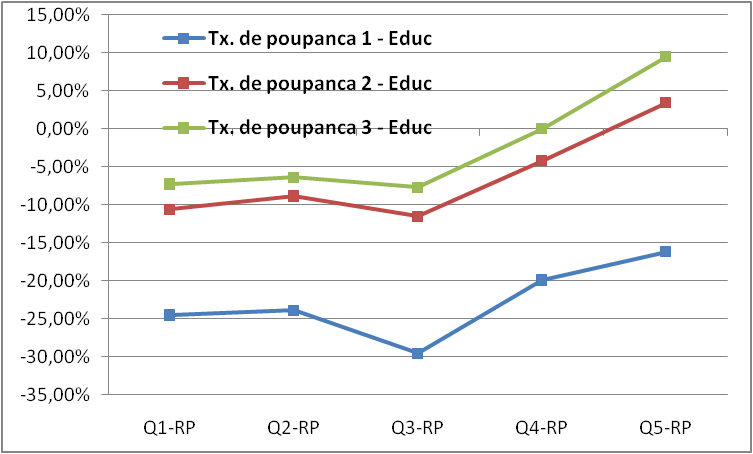 15,00%
10,00%
5,00%
0,00%
-5,00%
-10,00%
-15,00%
-20,00%
-25,00%
-30,00%
-35,00%
Tx. de poupanca 1 - Educ
Tx. de poupanca 2 - Educ
Tx. de poupanca 3 - Educ
Q1-RP Q2-RP Q3-RP Q4-RP Q5-RP